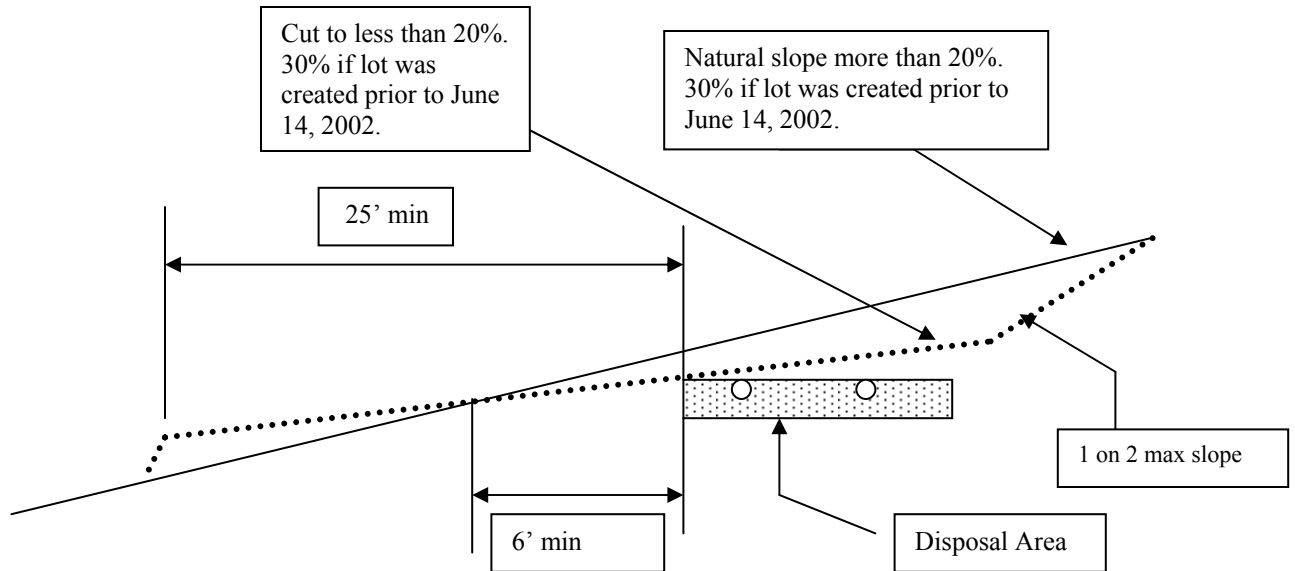 Cut to less than 20%.
30% if lot was
created prior to June
14, 2002.
Natural slope more than 20%.
30% if lot was created prior to
June 14, 2002.
25’ min
1 on 2 max slope
6’ min
Disposal Area